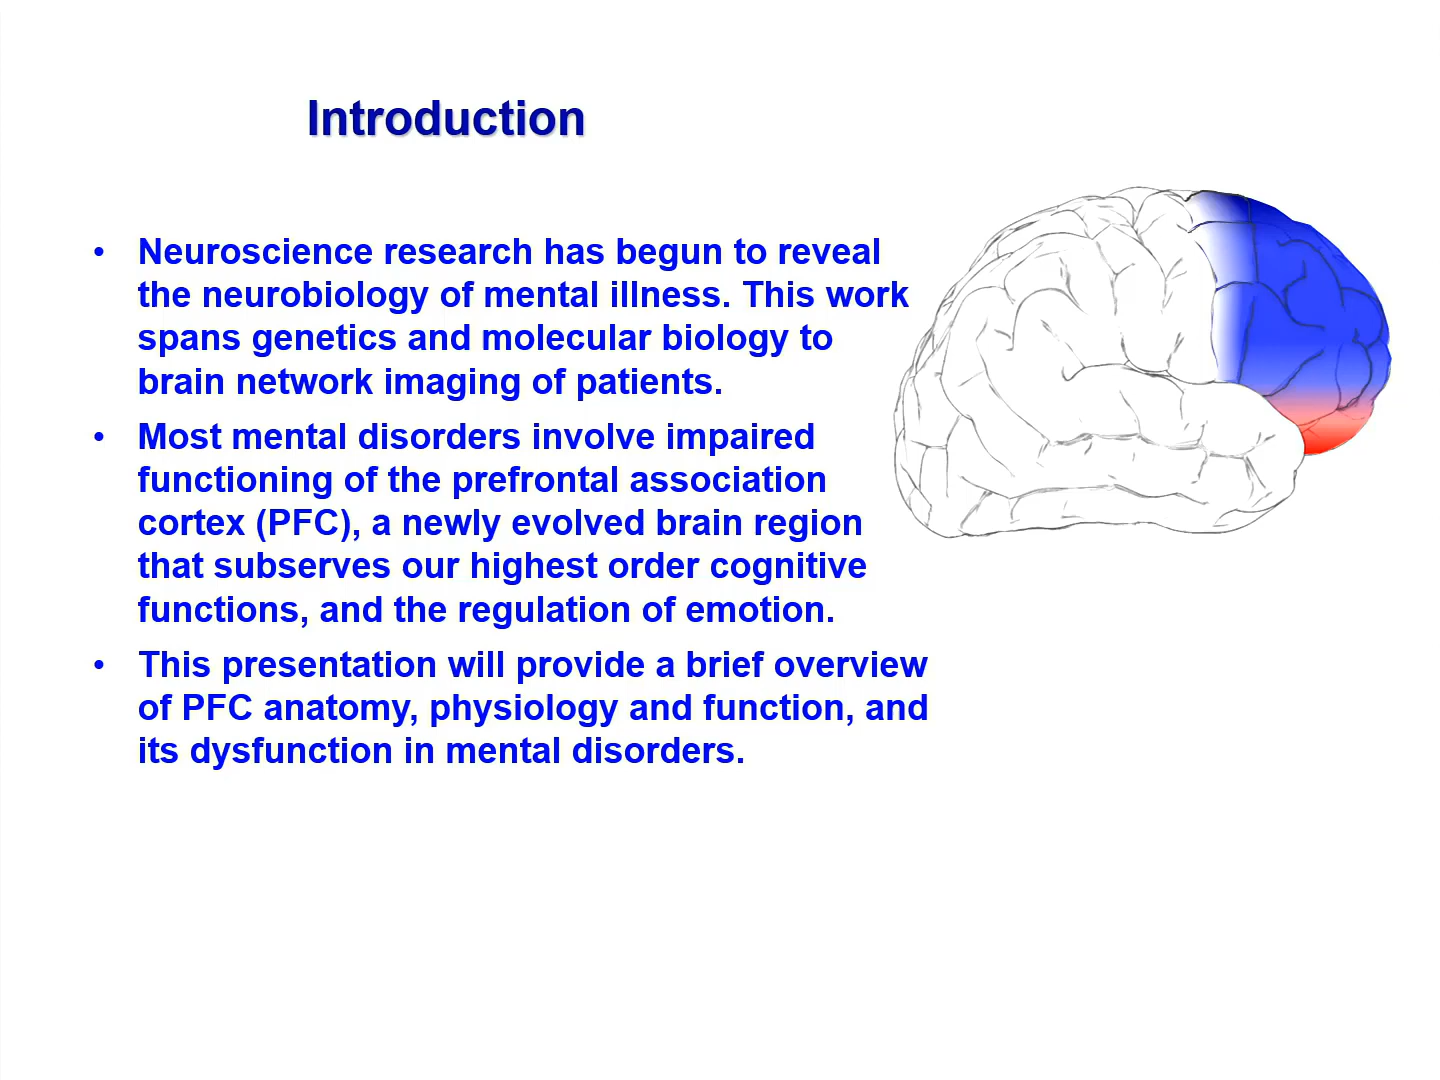 Introduction
• Neuroscience research has begun to reveal
the neurobiology of mental illness. This work
spans genetics and molecular biology to
brain network imaging of patients.
• Most mental disorders involve impaired
functioning of the prefrontal association
cortex (PFC), a newly evolved brain region
that subserves our highest order cognitive
functions, and the regulation of emotion.
• This presentation will provide a brief overview
of PFC anatomy, physiology and function, and
its dysfunction in mental disorders.